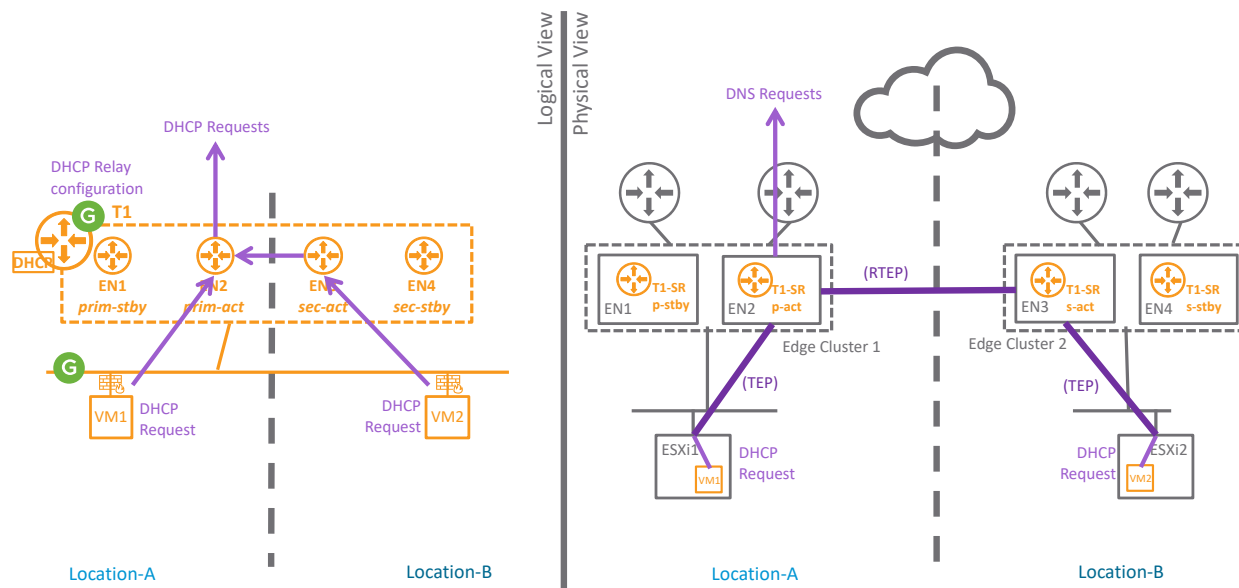 Logical View
Physical View
DHCP Requests
DHCP Relay
configuration
G
T1
DHCP
EN1
prim-stby
EN2
prim-act
EN3
sec-act
EN4
sec-stby
G
VM1
DHCP
Request
DHCP
Request
VM2
Location-A
Location-B
DNS Requests
T1-SR
p-stby
EN1
T1-SR
p-act
EN2
(RTEP)
T1-SR
s-act
EN3
T1-SR
s-stby
EN4
Edge Cluster 1
Edge Cluster 2
(TEP)
(TEP)
ESXi1
VM1
DHCP
Request
DHCP
Request
ESXi2
VM2
Location-A
Location-B